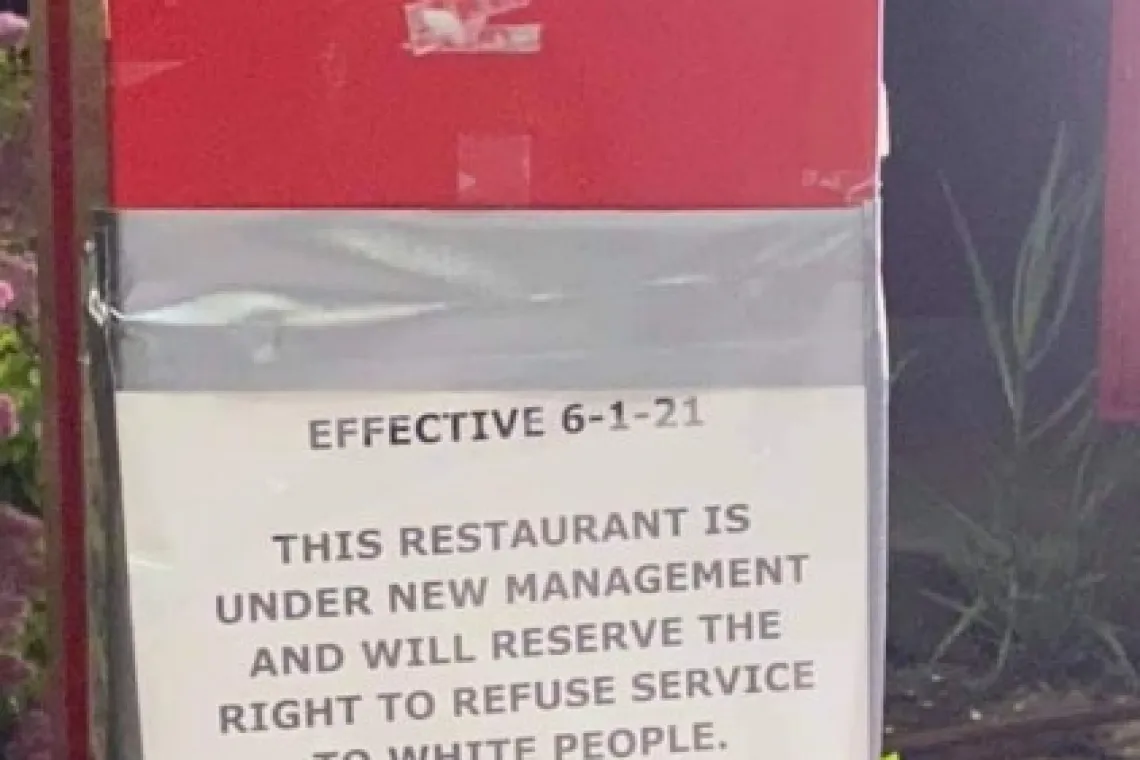 EFFECTIVE 6-1-21
THIS RESTAURANT IS
UNDER NEW MANAGEMENT
AND WILL RESERVE THE
RIGHT TO REFUSE SERVICE
TO WHITE PEOPLE.